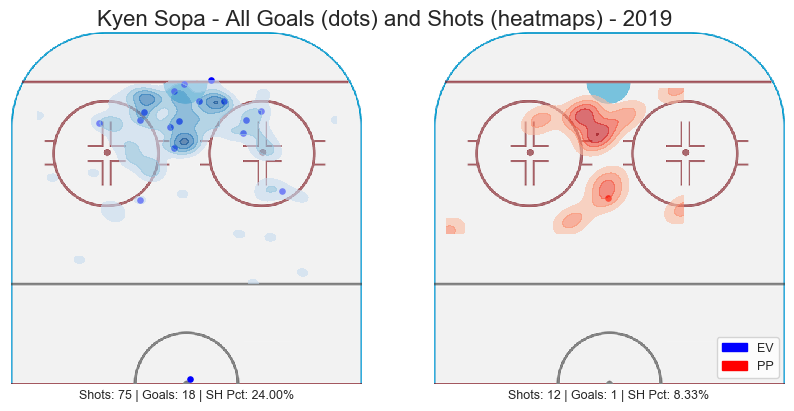 Kyen Sopa - All Goals (dots) and Shots (heatmaps) - 2019
EV
PP
Shots: 75 | Goals: 18 | SH Pct: 24.00%
Shots: 12 | Goals: 1 | SH Pct: 8.33%